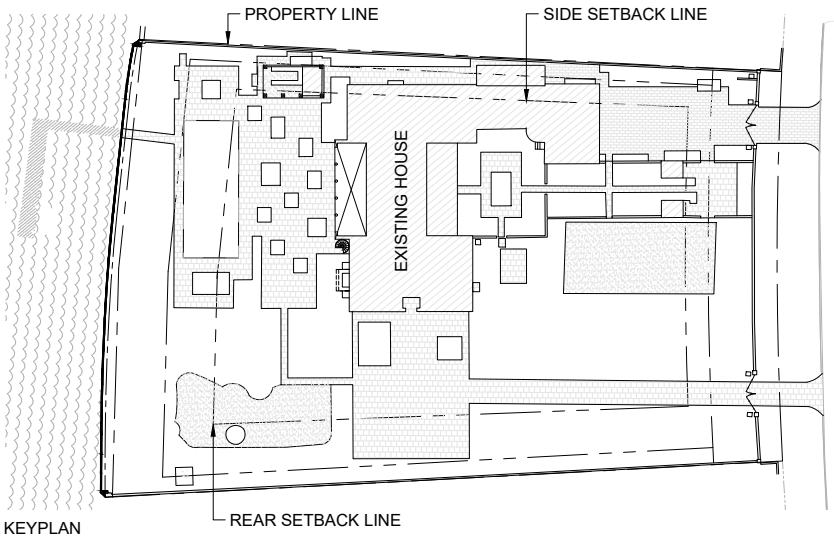 PROPERTY LINE
SIDE SETBACK LINE
EXISTING HOUSE
REAR SETBACK LINE
KEYPLAN